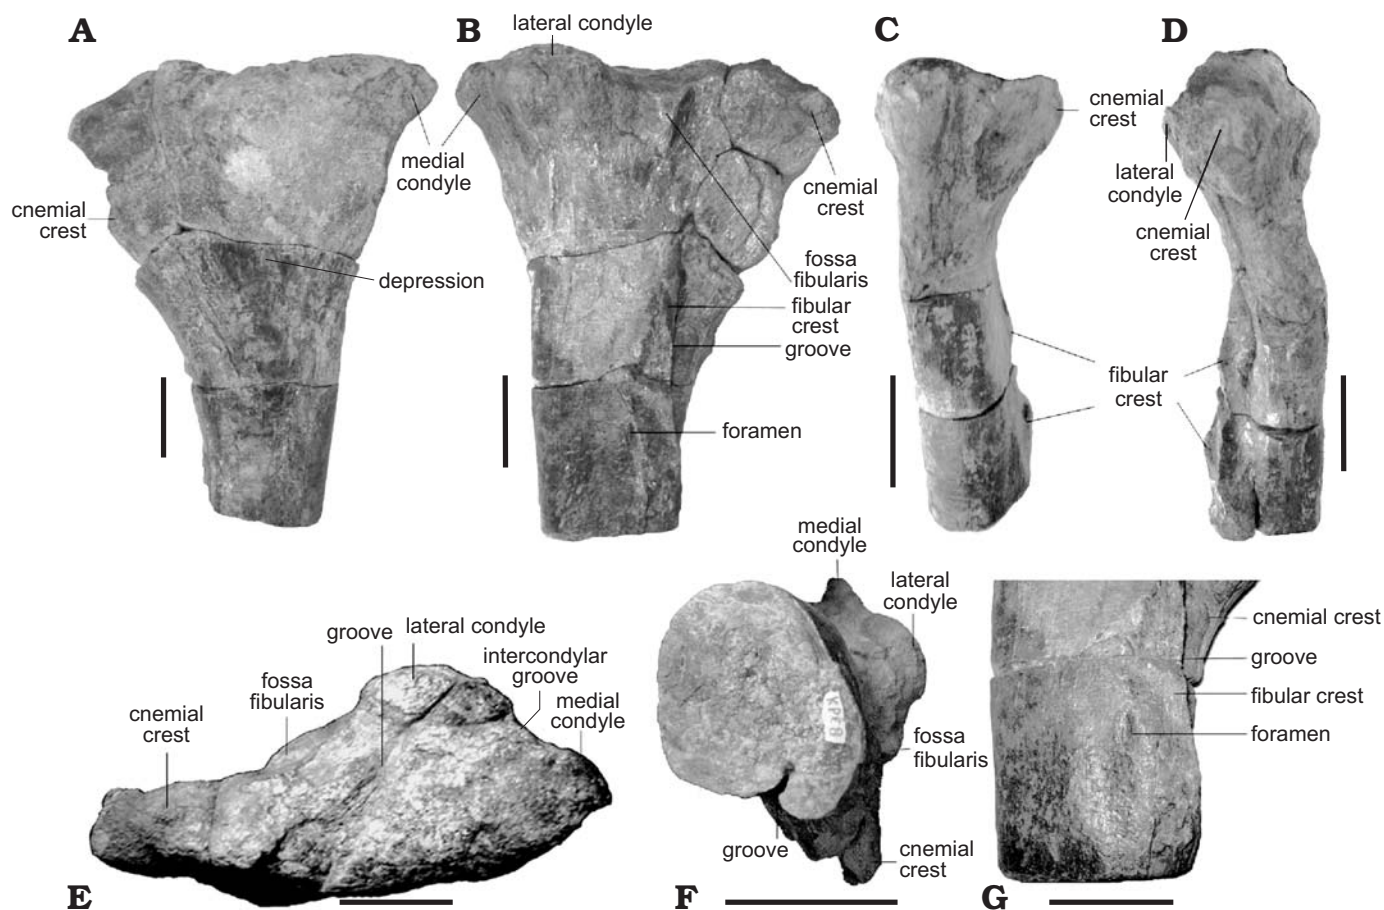 A
B
C
D
lateral condyle
medial
condyle
cnemial
crest
depression
cnemial
crest
fossa
fibularis
fibular
crest
groove
foramen
cnemial
crest
lateral
condyle
cnemial
crest
fibular
crest
E
groove
lateral condyle
intercondylar
groove
medial
condyle
fossa
fibularis
cnemial
crest
F
medial
condyle
lateral
condyle
fossa
fibularis
groove
cnemial
crest
G
cnemial crest
groove
fibular crest
foramen